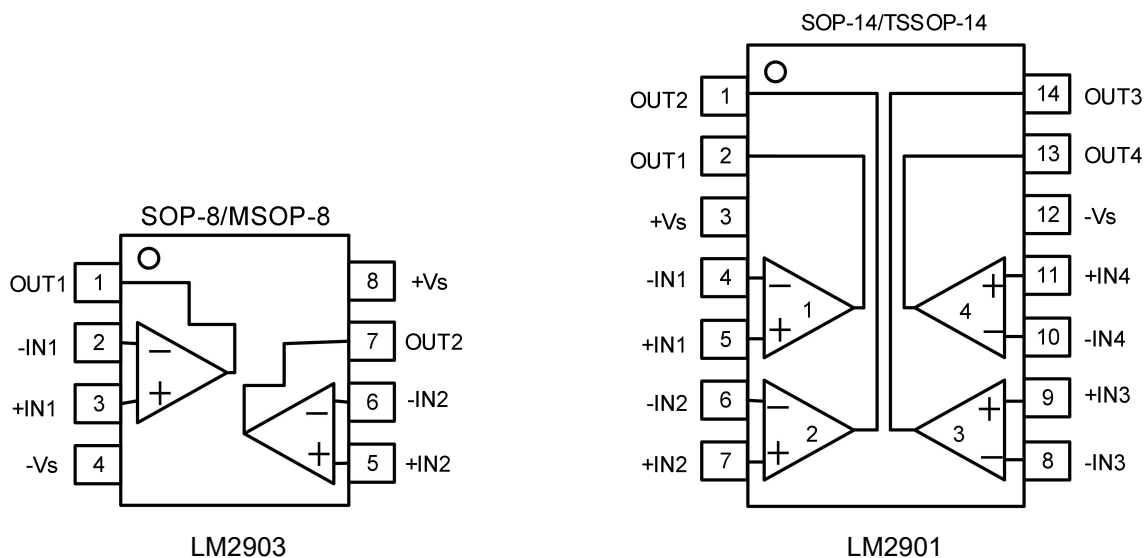 SOP-8/MSOP-8
OUT1 1
-IN1 2
+IN1 3
-Vs 4
8 +Vs
7 OUT2
6 -IN2
5 +IN2
− +
− +
LM2903
SOP-14/TSSOP-14
OUT2 1
OUT1 2
+Vs 3
-IN1 4
+IN1 5
-IN2 6
+IN2 7
14 OUT3
13 OUT4
12 -Vs
11 +IN4
10 -IN4
9 +IN3
8 -IN3
− + 1
− + 2
+ − 4
+ − 3
LM2901